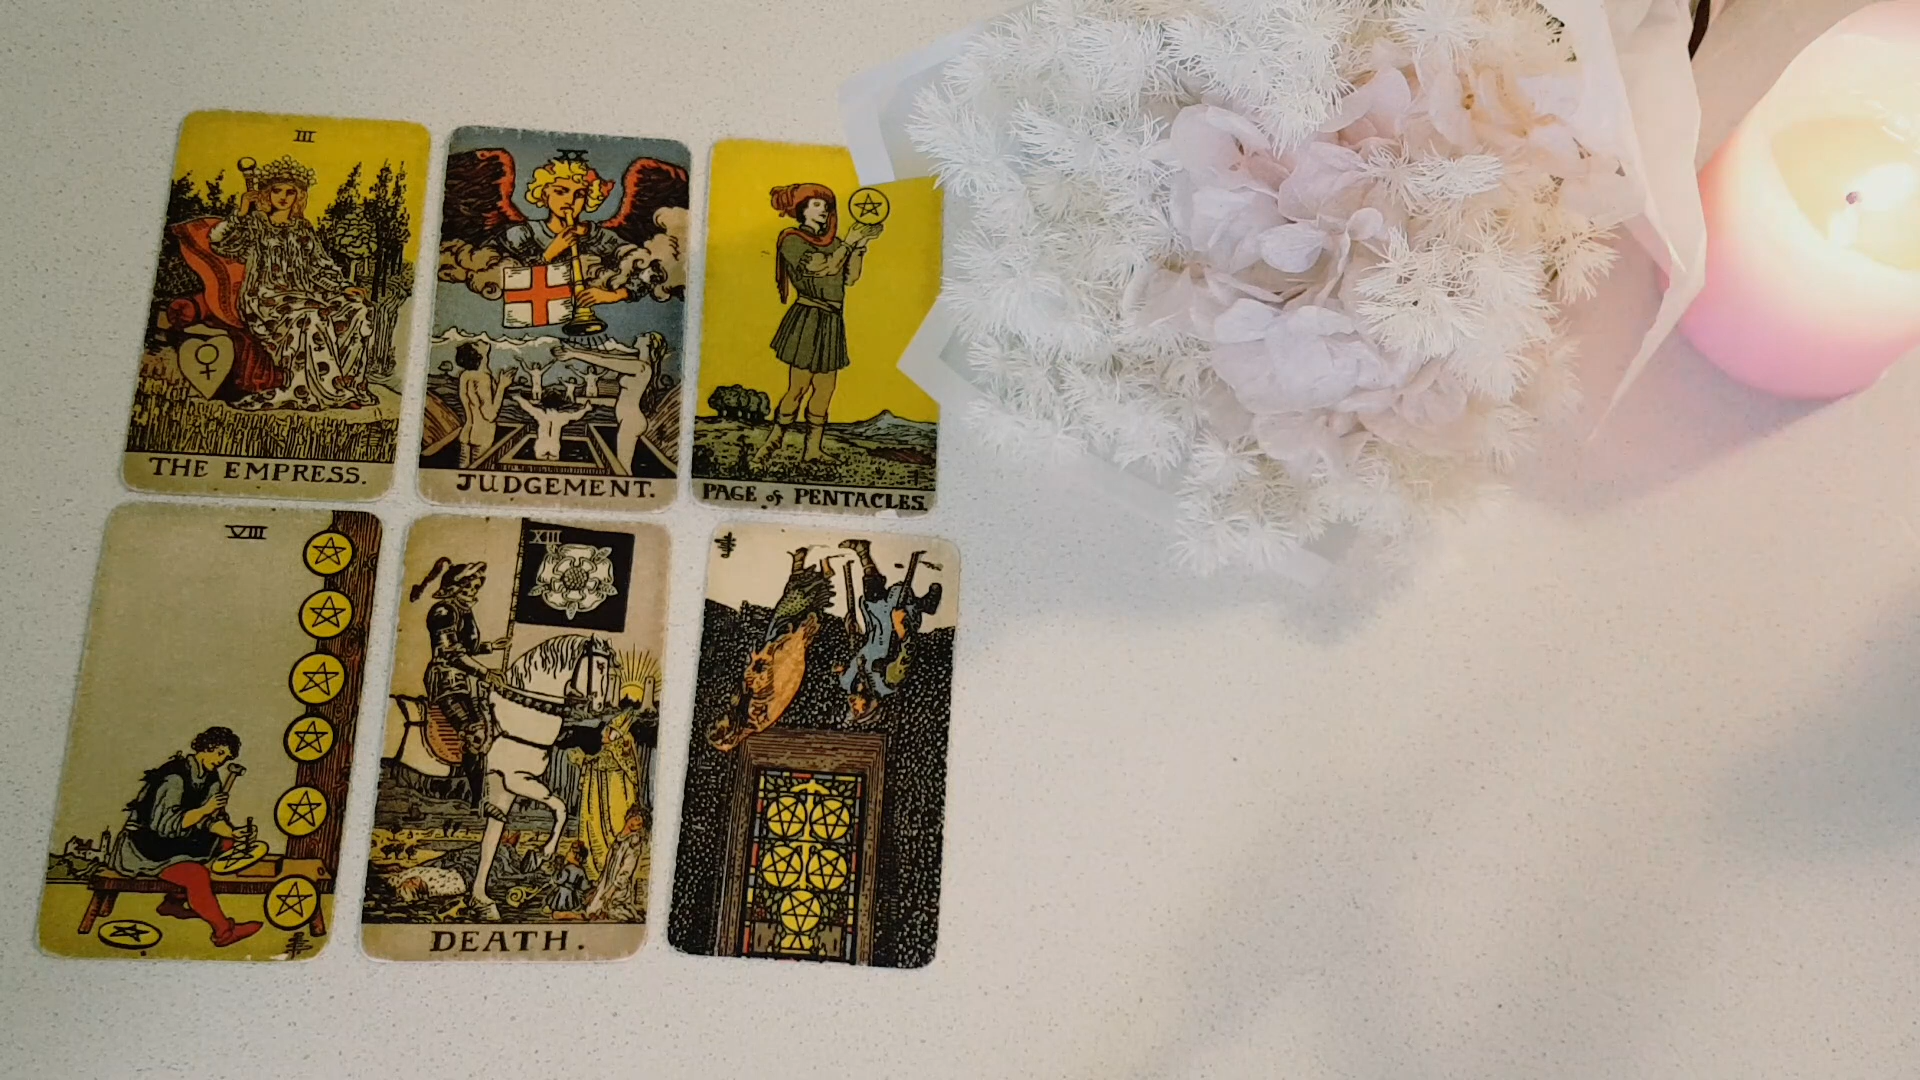 III
XX
THE EMPRESS.
JUDGEMENT.
PAGE of PENTACLES.
VIII
XIII
DEATH.